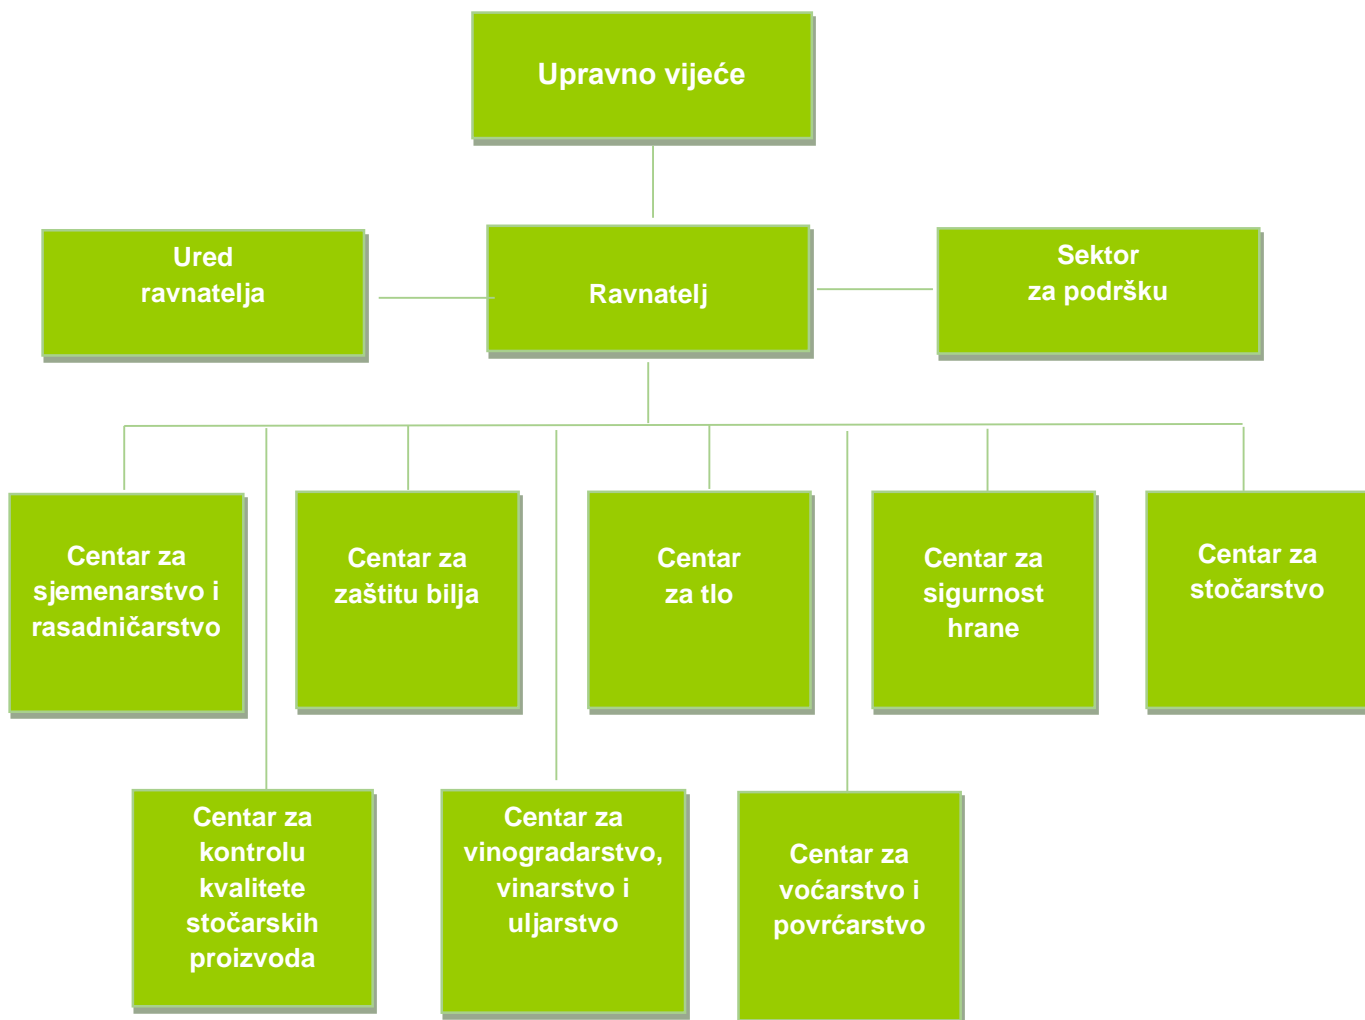 Upravno vijeće
Ured
ravnatelja
Ravnatelj
Sektor
za podršku
Centar za
sjemenarstvo i
rasadničarstvo
Centar za
zaštitu bilja
Centar
za tlo
Centar za
sigurnost
hrane
Centar za
stočarstvo
Centar za
kontrolu
kvalitete
stočarskih
proizvoda
Centar za
vinogradarstvo,
vinarstvo i
uljarstvo
Centar za
voćarstvo i
povrćarstvo